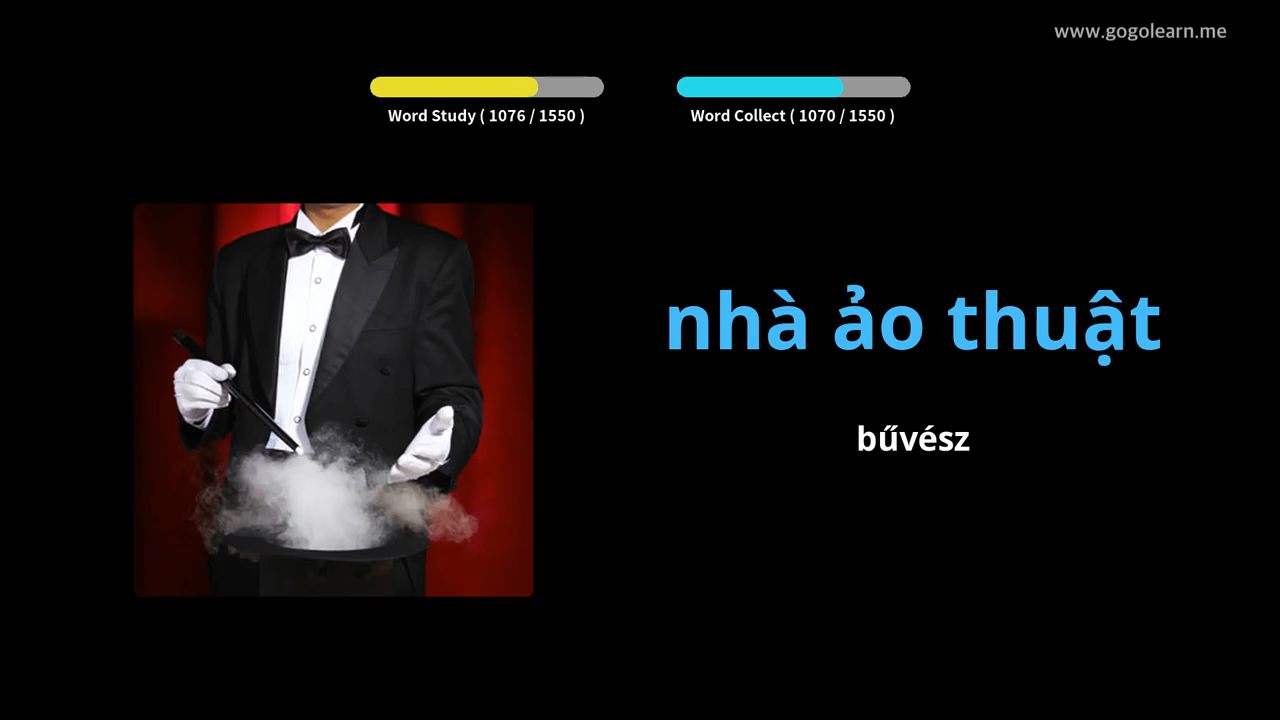 www.gogolearn.me
Word Study ( 1076 / 1550 )
Word Collect ( 1070 / 1550 )
nhà ảo thuật
bűvész